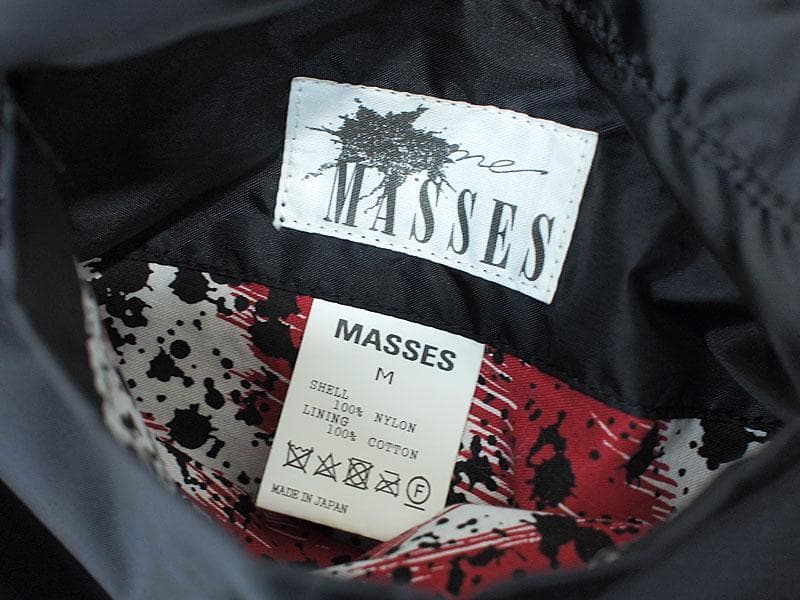 me
MASSES
MASSES
M
SHELL
100% NYLON
LINING
100% COTTON
F
MADE IN JAPAN